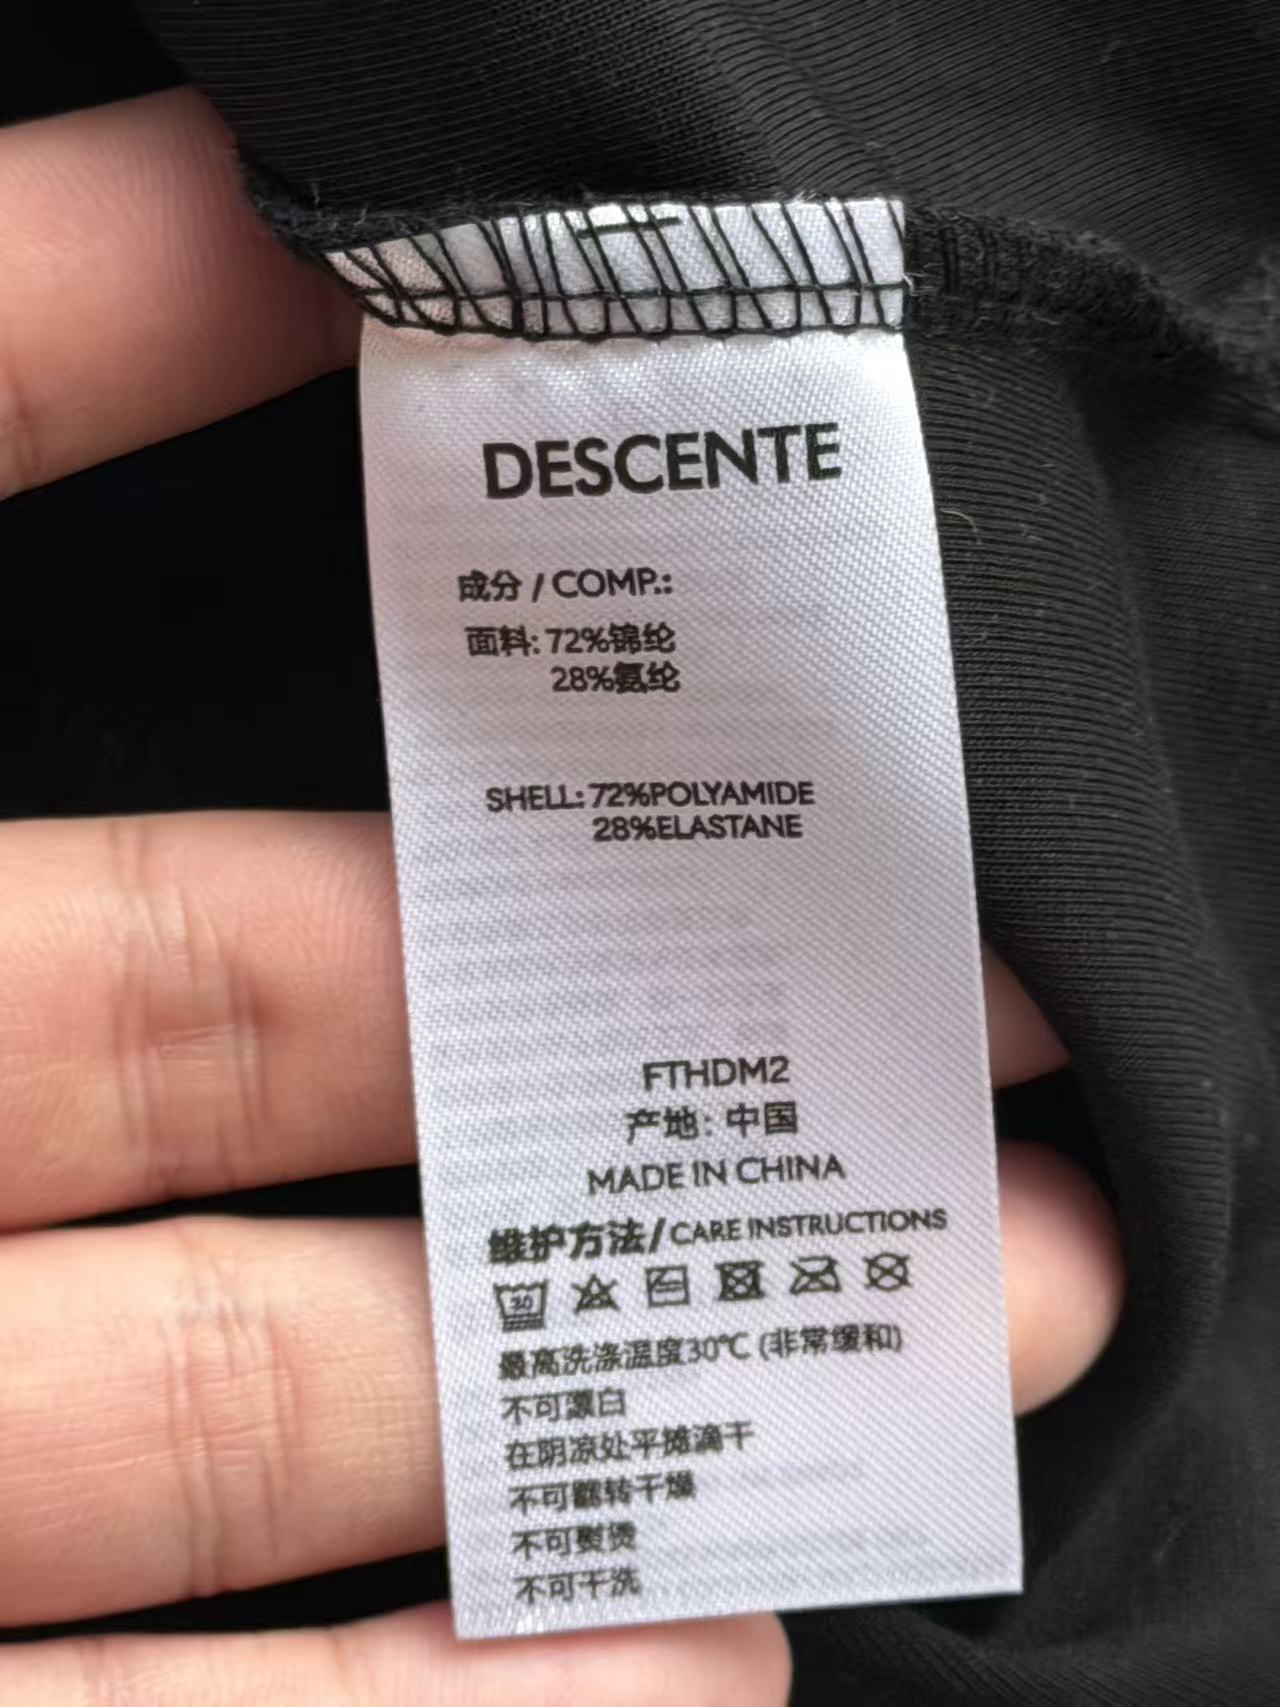 DESCENTE
成分 / COMP.:
面料: 72%锦纶
28%氨纶
SHELL: 72%POLYAMIDE
28%ELASTANE
FTHDM2
产地: 中国
MADE IN CHINA
维护方法/CARE INSTRUCTIONS
30
最高洗涤温度30℃ (非常缓和)
不可漂白
在阴凉处平摊滴干
不可翻转干燥
不可熨烫
不可干洗